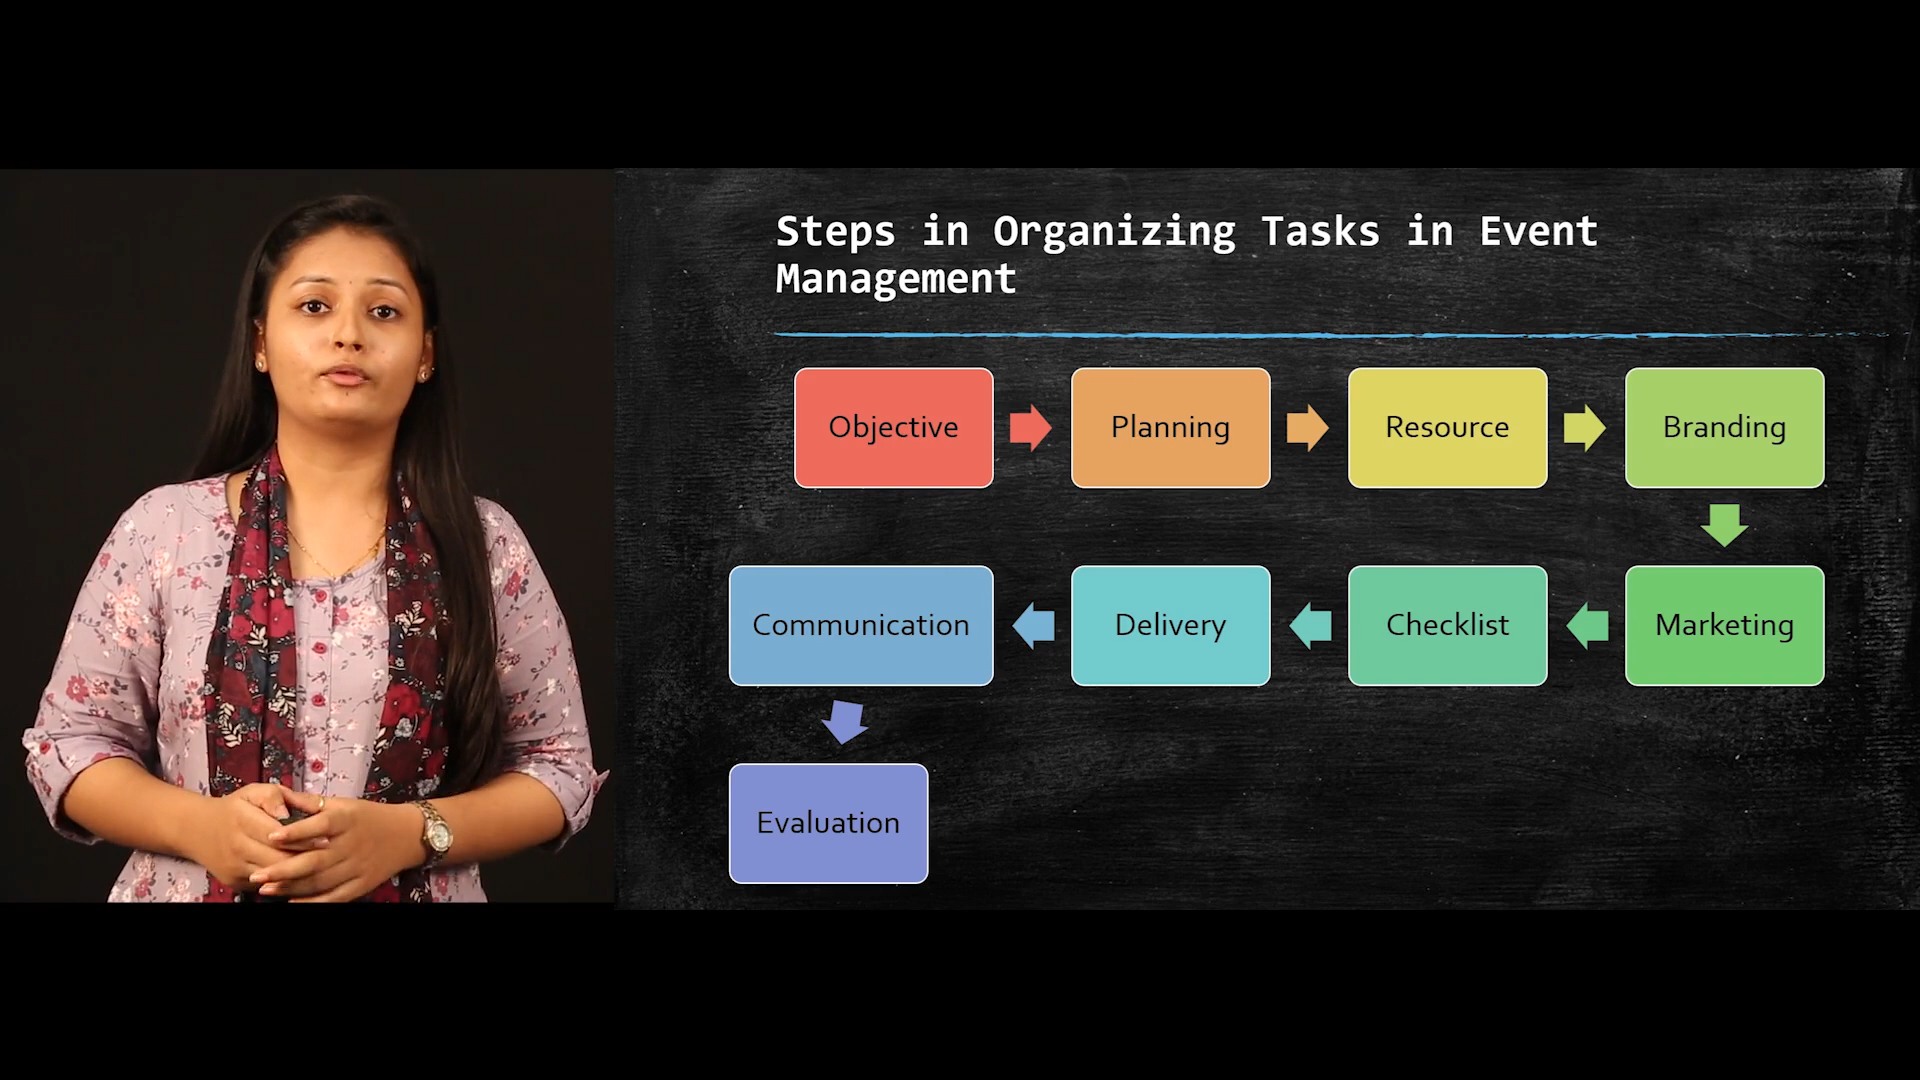 Steps in Organizing Tasks in Event
Management
Objective
Planning
Resource
Branding
Marketing
Checklist
Delivery
Communication
Evaluation